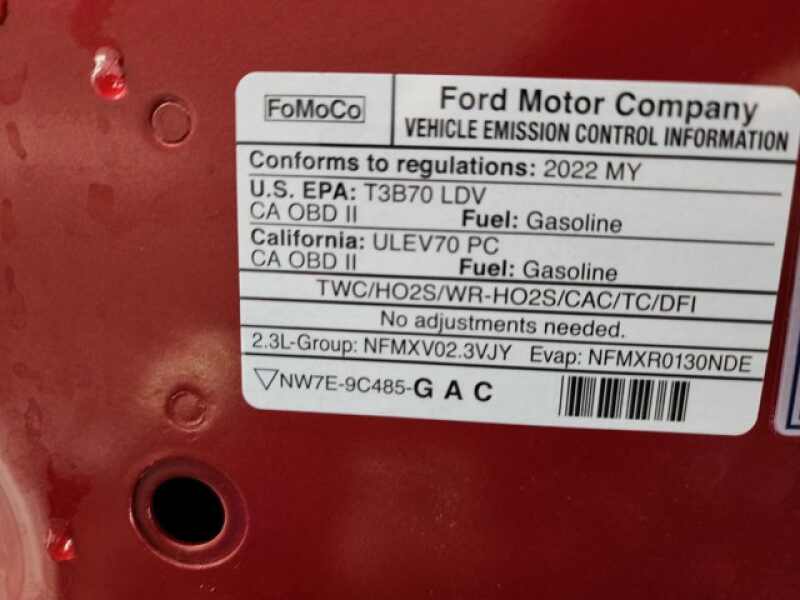 FoMoCo
Ford Motor Company
VEHICLE EMISSION CONTROL INFORMATION
Conforms to regulations: 2022 MY
U.S. EPA: T3B70 LDV
CA OBD II Fuel: Gasoline
California: ULEV70 PC
CA OBD II Fuel: Gasoline
TWC/HO2S/WR-HO2S/CAC/TC/DFI
No adjustments needed.
2.3L-Group: NFMXV02.3VJY Evap: NFMXR0130NDE
NW7E-9C485-G A C